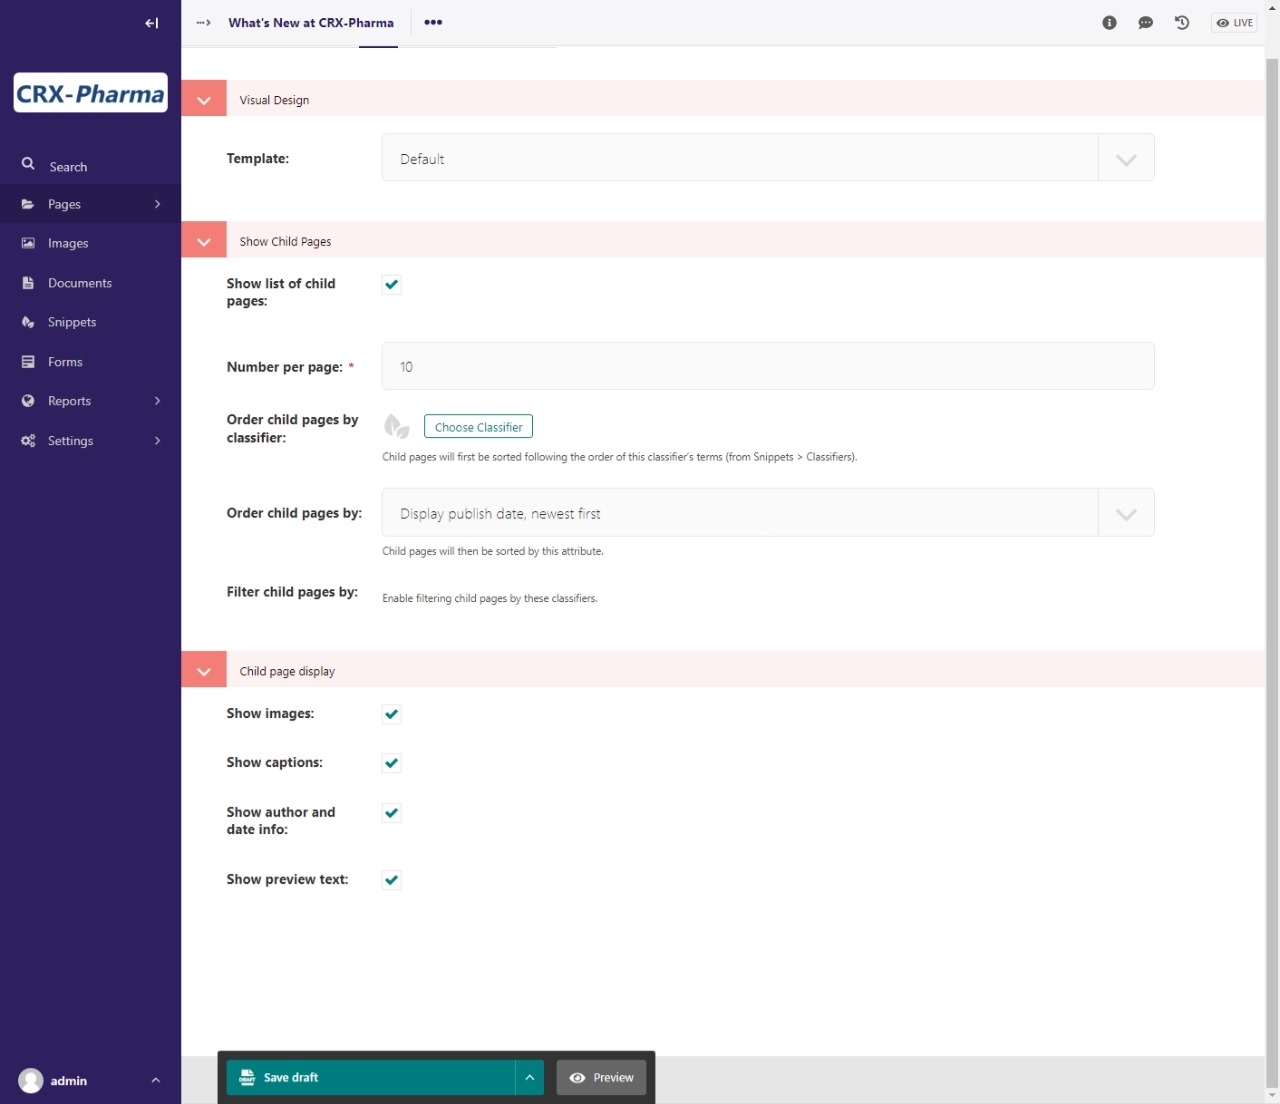 What's New at CRX-Pharma
LIVE
CRX-Pharma
Search
Pages
Images
Documents
Snippets
Forms
Reports
Settings
Visual Design
Template:
Default
Show Child Pages
Show list of child
pages:
Number per page: *
10
Order child pages by
classifier:
Choose Classifier
Child pages will first be sorted following the order of this classifier's terms (from Snippets > Classifiers).
Order child pages by:
Display publish date, newest first
Child pages will then be sorted by this attribute.
Filter child pages by:
Enable filtering child pages by these classifiers.
Child page display
Show images:
Show captions:
Show author and
date info:
Show preview text:
admin
DRAFT
Save draft
Preview